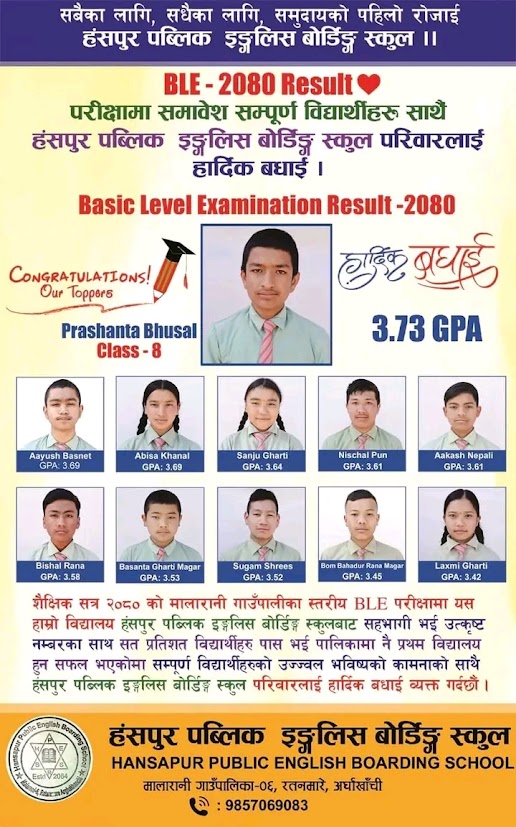 सबैका लागि, सधैका लागि, समुदायको पहिलो रोजाई
हंसपुर पब्लिक इङ्गलिस बोर्डिङ्ग स्कुल ।।
BLE - 2080 Result
परीक्षामा समावेश सम्पूर्ण विद्यार्थीहरु साथै
हंसपुर पब्लिक इङ्गलिस बोर्डिङ्ग स्कुल परिवारलाई
हार्दिक बधाई ।
Basic Level Examination Result -2080
CONGRATULATIONS!
Our Toppers
हार्दिक बधाई
Prashanta Bhusal
Class - 8
3.73 GPA
Aayush Basnet
GPA: 3.69
Abisa Khanal
GPA: 3.69
Sanju Gharti
GPA: 3.64
Nischal Pun
GPA: 3.61
Aakash Nepali
GPA: 3.61
Bishal Rana
GPA: 3.58
Basanta Gharti Magar
GPA: 3.53
Sugam Shrees
GPA: 3.52
Bom Bahadur Rana Magar
GPA: 3.45
Laxmi Gharti
GPA: 3.42
शैक्षिक सत्र २०८० को मालारानी गाउँपालीका स्तरीय BLE परीक्षामा यस
हाम्रो विद्यालय हंसपुर पब्लिक इङ्गलिस बोर्डिङ्ग स्कुलबाट सहभागी भई उत्कृष्ट
नम्बरका साथ सत प्रतिशत विद्यार्थीहरु पास भई पालिकामा नै प्रथम विद्यालय
हुन सफल भएकोमा सम्पूर्ण विद्यार्थीहरुको उज्ज्वल भविष्यको कामनाको साथै
हंसपुर पब्लिक इङ्गलिस बोर्डिङ्ग स्कुल परिवारलाई हार्दिक बधाई व्यक्त गर्दछौं ।
Hansapur Public English Boarding School
Estd 2064
हंसपुर पब्लिक इङ्गलिस बोर्डिङ्ग स्कुल
HANSAPUR PUBLIC ENGLISH BOARDING SCHOOL
मालारानी गाउँपालिका-०६, रतनमारे, अर्घाखाँची
: 9857069083